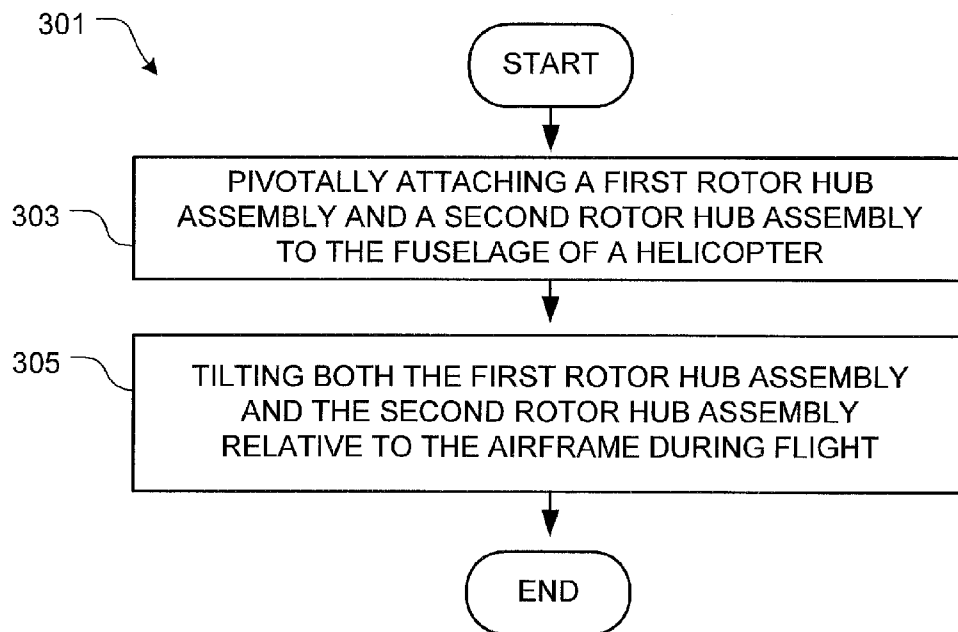 301
START
303
PIVOTALLY ATTACHING A FIRST ROTOR HUB
ASSEMBLY AND A SECOND ROTOR HUB ASSEMBLY
TO THE FUSELAGE OF A HELICOPTER
305
TILTING BOTH THE FIRST ROTOR HUB ASSEMBLY
AND THE SECOND ROTOR HUB ASSEMBLY
RELATIVE TO THE AIRFRAME DURING FLIGHT
END